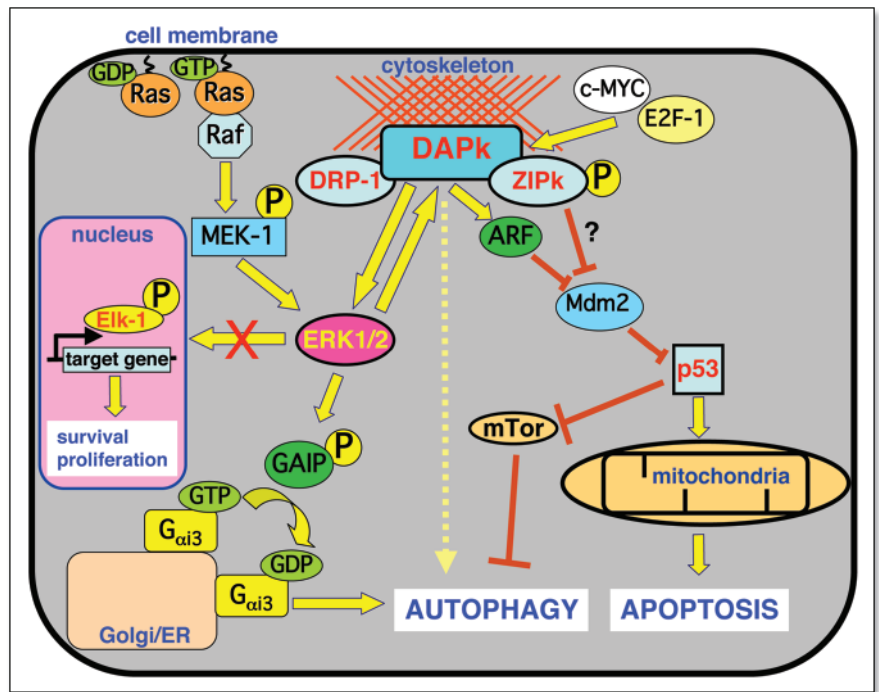 cell membrane
GDP
Ras
GTP
Ras
Raf
cytoskeleton
c-MYC
E2F-1
DAPk
DRP-1
ZIPk
P
P
MEK-1
ARF
?
nucleus
P
Elk-1
target gene
survival
proliferation
X
ERK1/2
Mdm2
p53
mTor
P
GAIP
mitochondria
GTP
Gαi3
GDP
Gαi3
Golgi/ER
AUTOPHAGY
APOPTOSIS